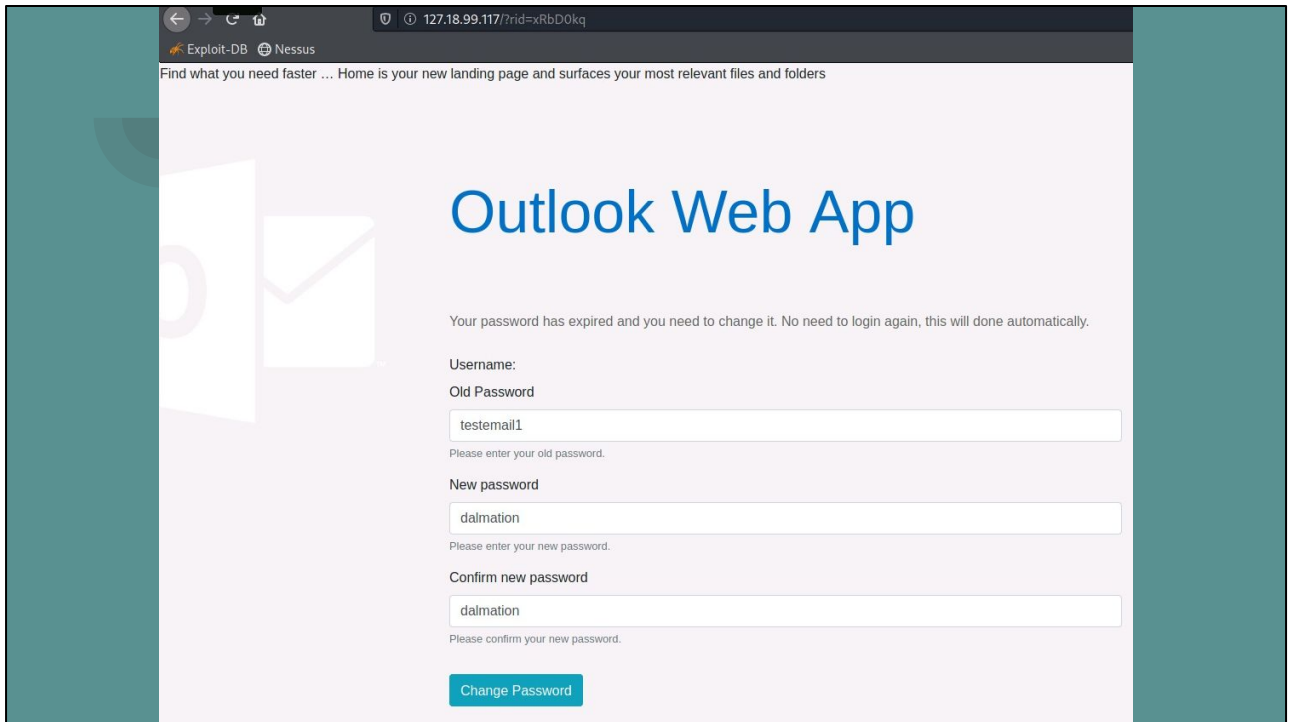 127.18.99.117/?rid=xRbD0kq
Exploit-DB Nessus
Find what you need faster … Home is your new landing page and surfaces your most relevant files and folders
Outlook Web App
Your password has expired and you need to change it. No need to login again, this will done automatically.
Username:
Old Password
testemail1
Please enter your old password.
New password
dalmation
Please enter your new password.
Confirm new password
dalmation
Please confirm your new password.
Change Password